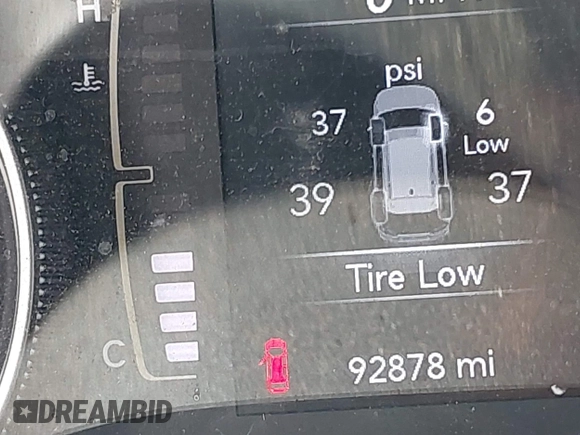 H
psi
37
6
Low
39
37
Tire Low
C
92878 mi
DREAMBID